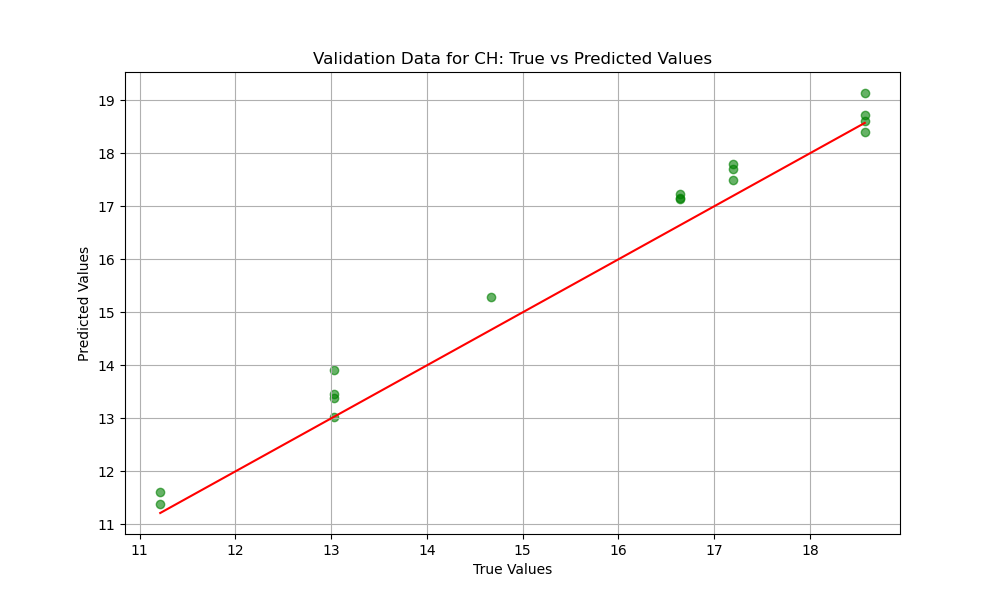 Validation Data for CH: True vs Predicted Values
19
18
17
16
15
14
13
12
11
Predicted Values
11 12 13 14 15 16 17 18
True Values